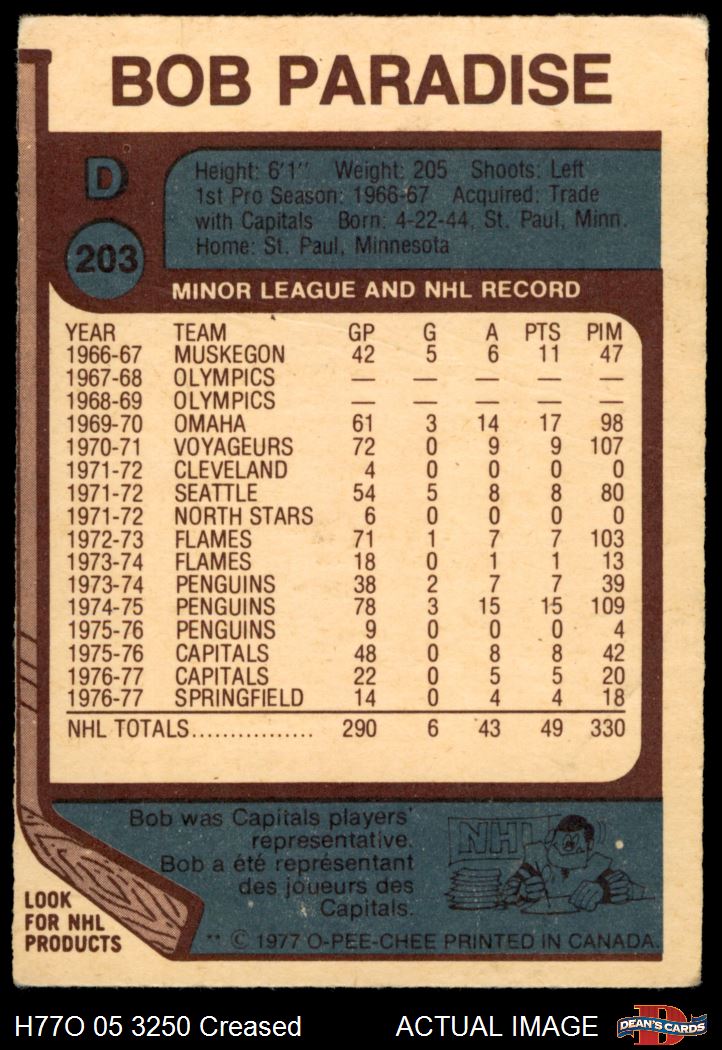 BOB PARADISE
D
203
Height: 6'1'' Weight: 205 Shoots: Left
1st Pro Season: 1966-67 Acquired: Trade
with Capitals Born: 4-22-44, St. Paul, Minn.
Home: St. Paul, Minnesota
MINOR LEAGUE AND NHL RECORD
YEAR TEAM GP G A PTS PIM
1966-67 MUSKEGON 42 5 6 11 47
1967-68 OLYMPICS — — — — —
1968-69 OLYMPICS — — — — —
1969-70 OMAHA 61 3 14 17 98
1970-71 VOYAGEURS 72 0 9 9 107
1971-72 CLEVELAND 4 0 0 0 0
1971-72 SEATTLE 54 5 8 8 80
1971-72 NORTH STARS 6 0 0 0 0
1972-73 FLAMES 71 1 7 7 103
1973-74 FLAMES 18 0 1 1 13
1973-74 PENGUINS 38 2 7 7 39
1974-75 PENGUINS 78 3 15 15 109
1975-76 PENGUINS 9 0 0 0 4
1975-76 CAPITALS 48 0 8 8 42
1976-77 CAPITALS 22 0 5 5 20
1976-77 SPRINGFIELD 14 0 4 4 18
NHL TOTALS................ 290 6 43 49 330
Bob was Capitals players'
representative.
Bob a été représentant
des joueurs des
Capitals.
NHL
LOOK
FOR NHL
PRODUCTS
** © 1977 O-PEE-CHEE PRINTED IN CANADA.
H77O 05 3250 Creased
ACTUAL IMAGE
D
DEAN'S CARDS